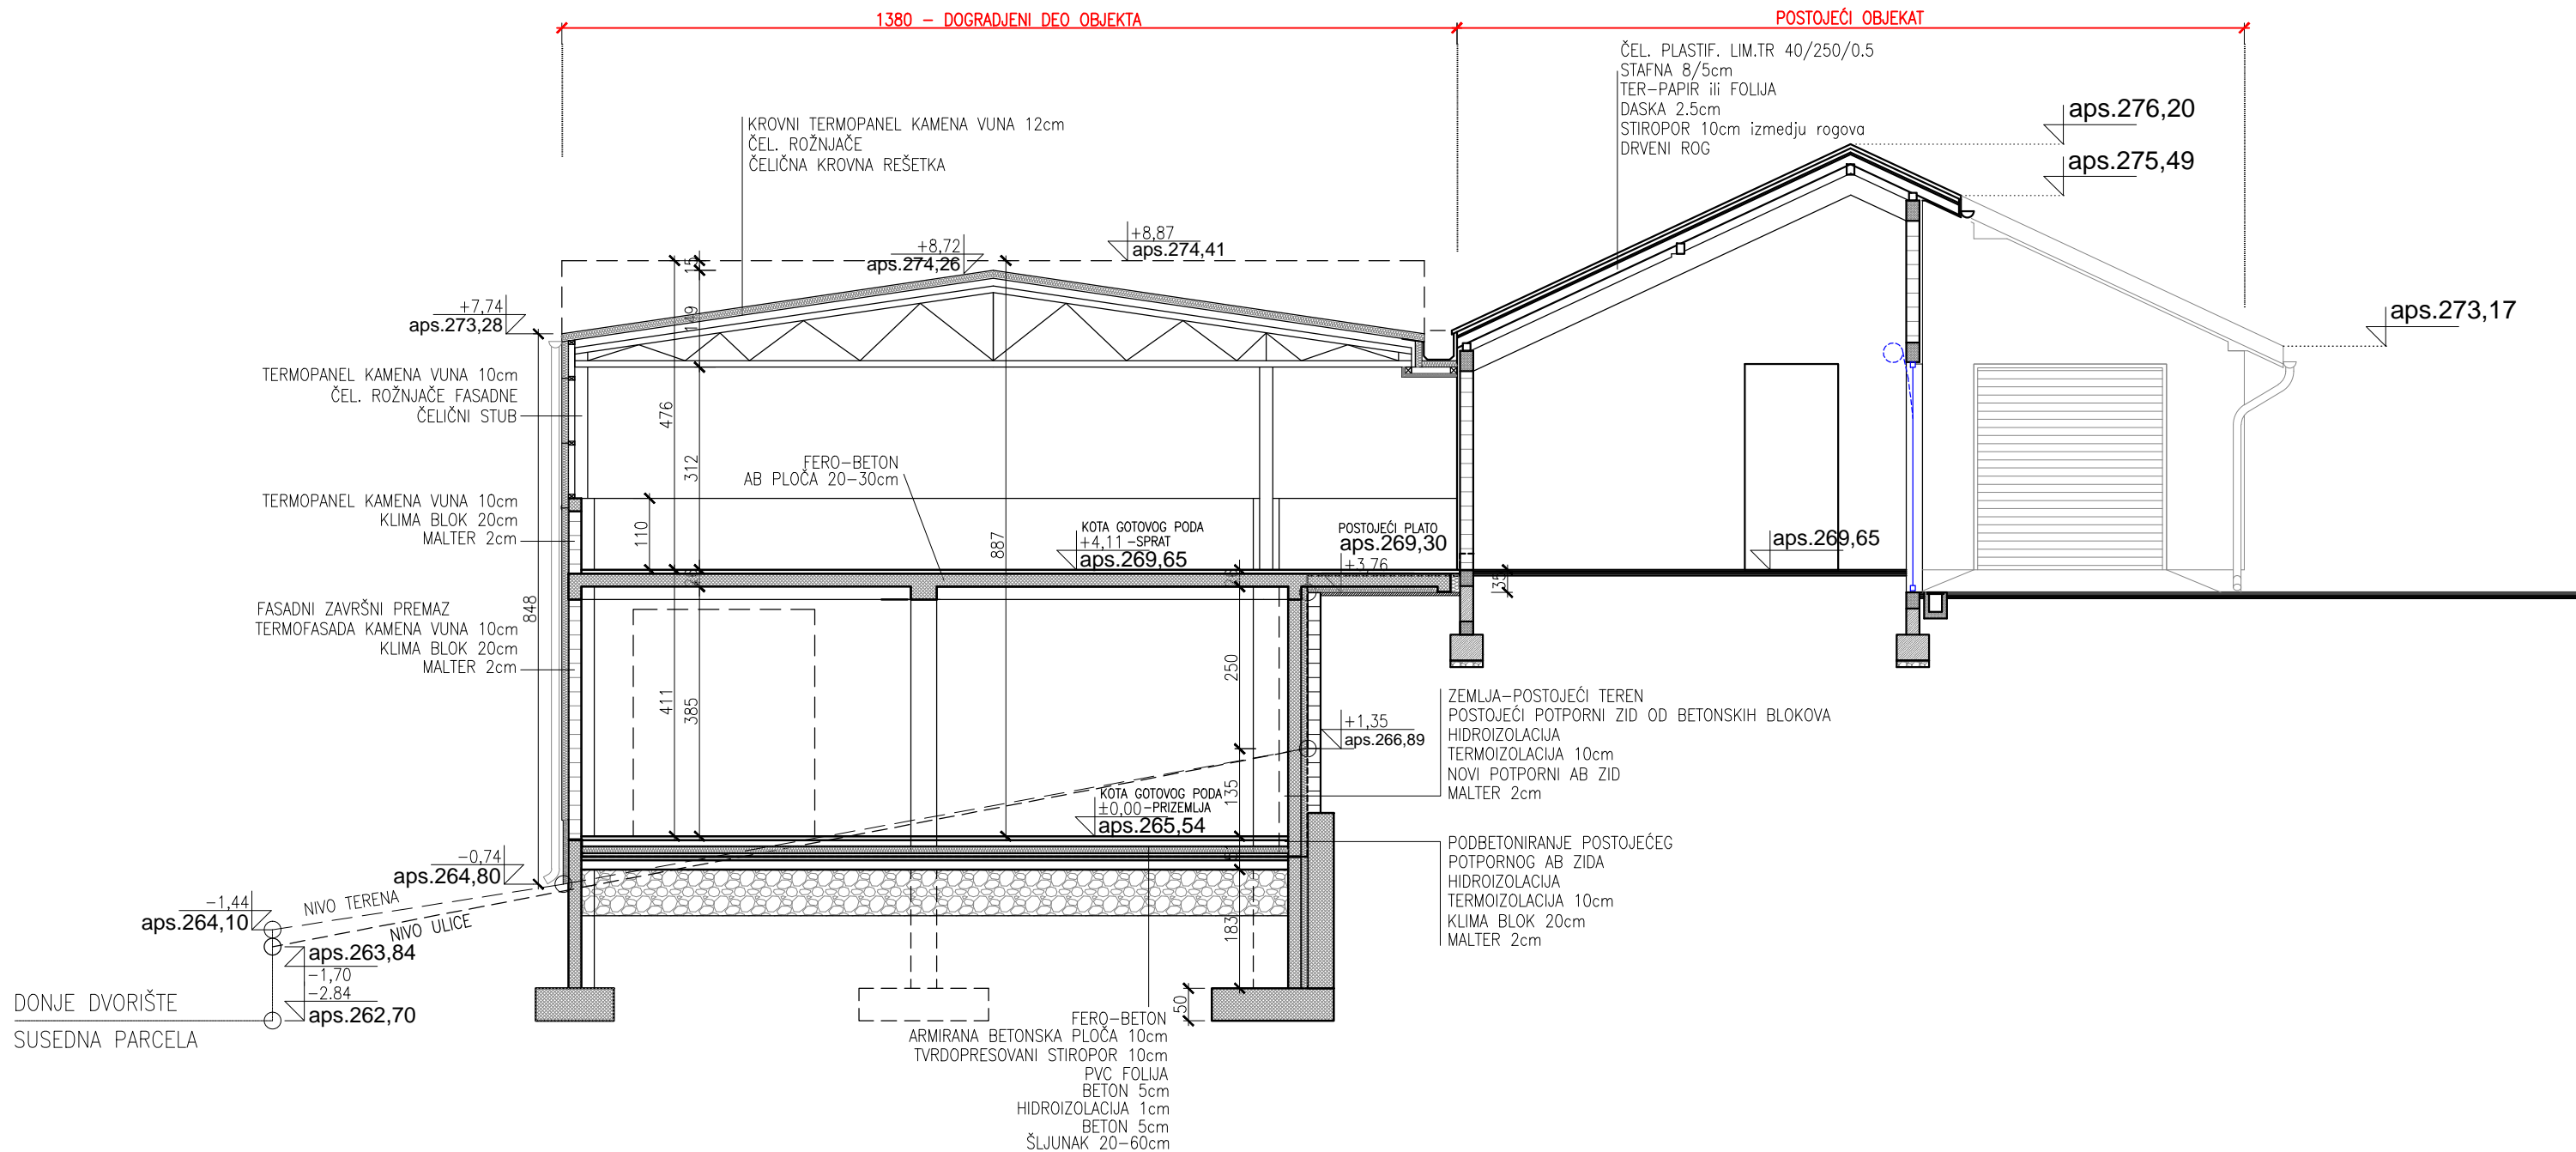 1380 - DOGRADJENI DEO OBJEKTA
POSTOJEĆI OBJEKAT
ČEL. PLASTIF. LIM.TR 40/250/0.5
STAFNA 8/5cm
TER-PAPIR ili FOLIJA
DASKA 2.5cm
STIROPOR 10cm izmedju rogova
DRVENI ROG
aps.276,20
aps.275,49
KROVNI TERMOPANEL KAMENA VUNA 12cm
ČEL. ROŽNJAČE
ČELIČNA KROVNA REŠETKA
+8,87
aps.274,41
+8,72
aps.274,26
15
149
+7,74
aps.273,28
aps.273,17
TERMOPANEL KAMENA VUNA 10cm
ČEL. ROŽNJAČE FASADNE
ČELIČNI STUB
476
312
FERO-BETON
AB PLOČA 20-30cm
TERMOPANEL KAMENA VUNA 10cm
KLIMA BLOK 20cm
MALTER 2cm
110
887
KOTA GOTOVOG PODA
+4,11 -SPRAT
aps.269,65
POSTOJEĆI PLATO
aps.269,30
+3,76
aps.269,65
26
26
35
848
FASADNI ZAVRŠNI PREMAZ
TERMOFASADA KAMENA VUNA 10cm
KLIMA BLOK 20cm
MALTER 2cm
411
385
250
+1,35
aps.266,89
135
ZEMLJA-POSTOJEĆI TEREN
POSTOJEĆI POTPORNI ZID OD BETONSKIH BLOKOVA
HIDROIZOLACIJA
TERMOIZOLACIJA 10cm
NOVI POTPORNI AB ZID
MALTER 2cm
KOTA GOTOVOG PODA
±0,00-PRIZEMLJA
aps.265,54
PODBETONIRANJE POSTOJEĆEG
POTPORNOG AB ZIDA
HIDROIZOLACIJA
TERMOIZOLACIJA 10cm
KLIMA BLOK 20cm
MALTER 2cm
-0,74
aps.264,80
-1,44
aps.264,10
NIVO TERENA
NIVO ULICE
183
aps.263,84
-1,70
-2.84
aps.262,70
50
DONJE DVORIŠTE
SUSEDNA PARCELA
FERO-BETON
ARMIRANA BETONSKA PLOČA 10cm
TVRDOPRESOVANI STIROPOR 10cm
PVC FOLIJA
BETON 5cm
HIDROIZOLACIJA 1cm
BETON 5cm
ŠLJUNAK 20-60cm